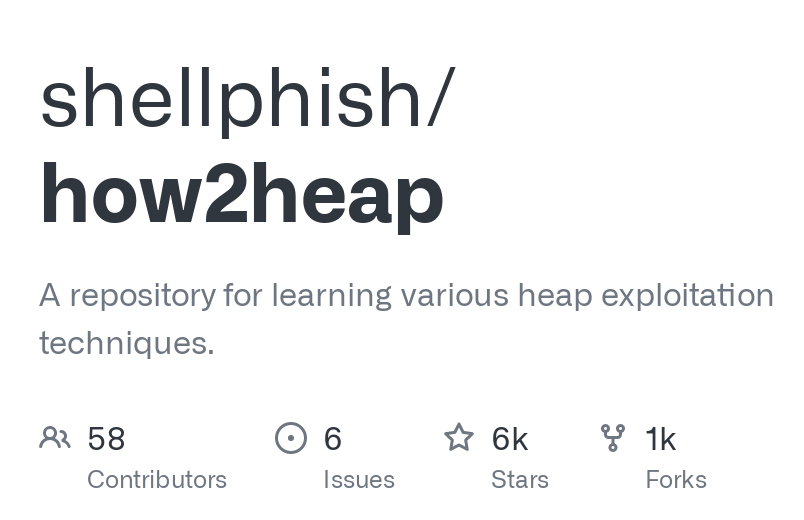 shellphish/
how2heap
A repository for learning various heap exploitation
techniques.
58 6 6k 1k
Contributors Issues Stars Forks